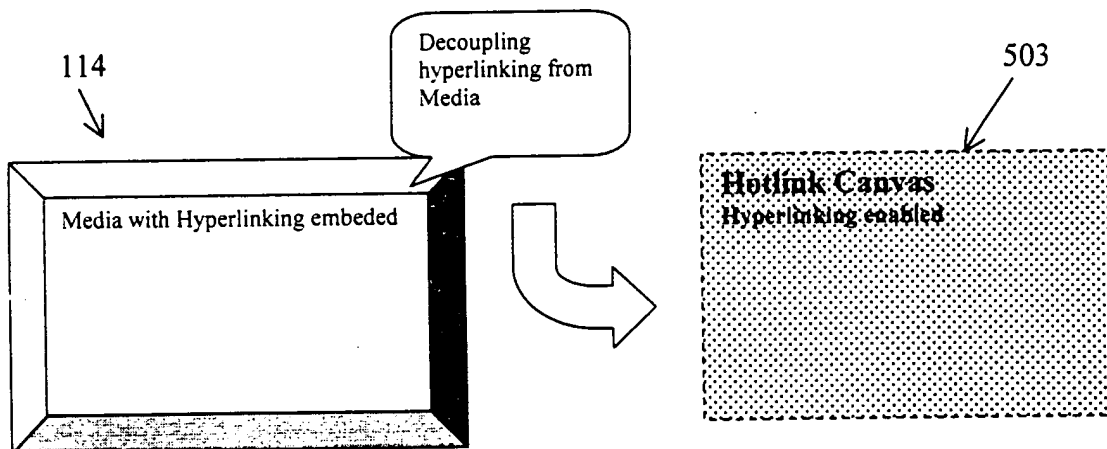 114
Decoupling
hyperlinking from
Media
503
Media with Hyperlinking embeded
Hotlink Canvas
Hyperlinking enabled